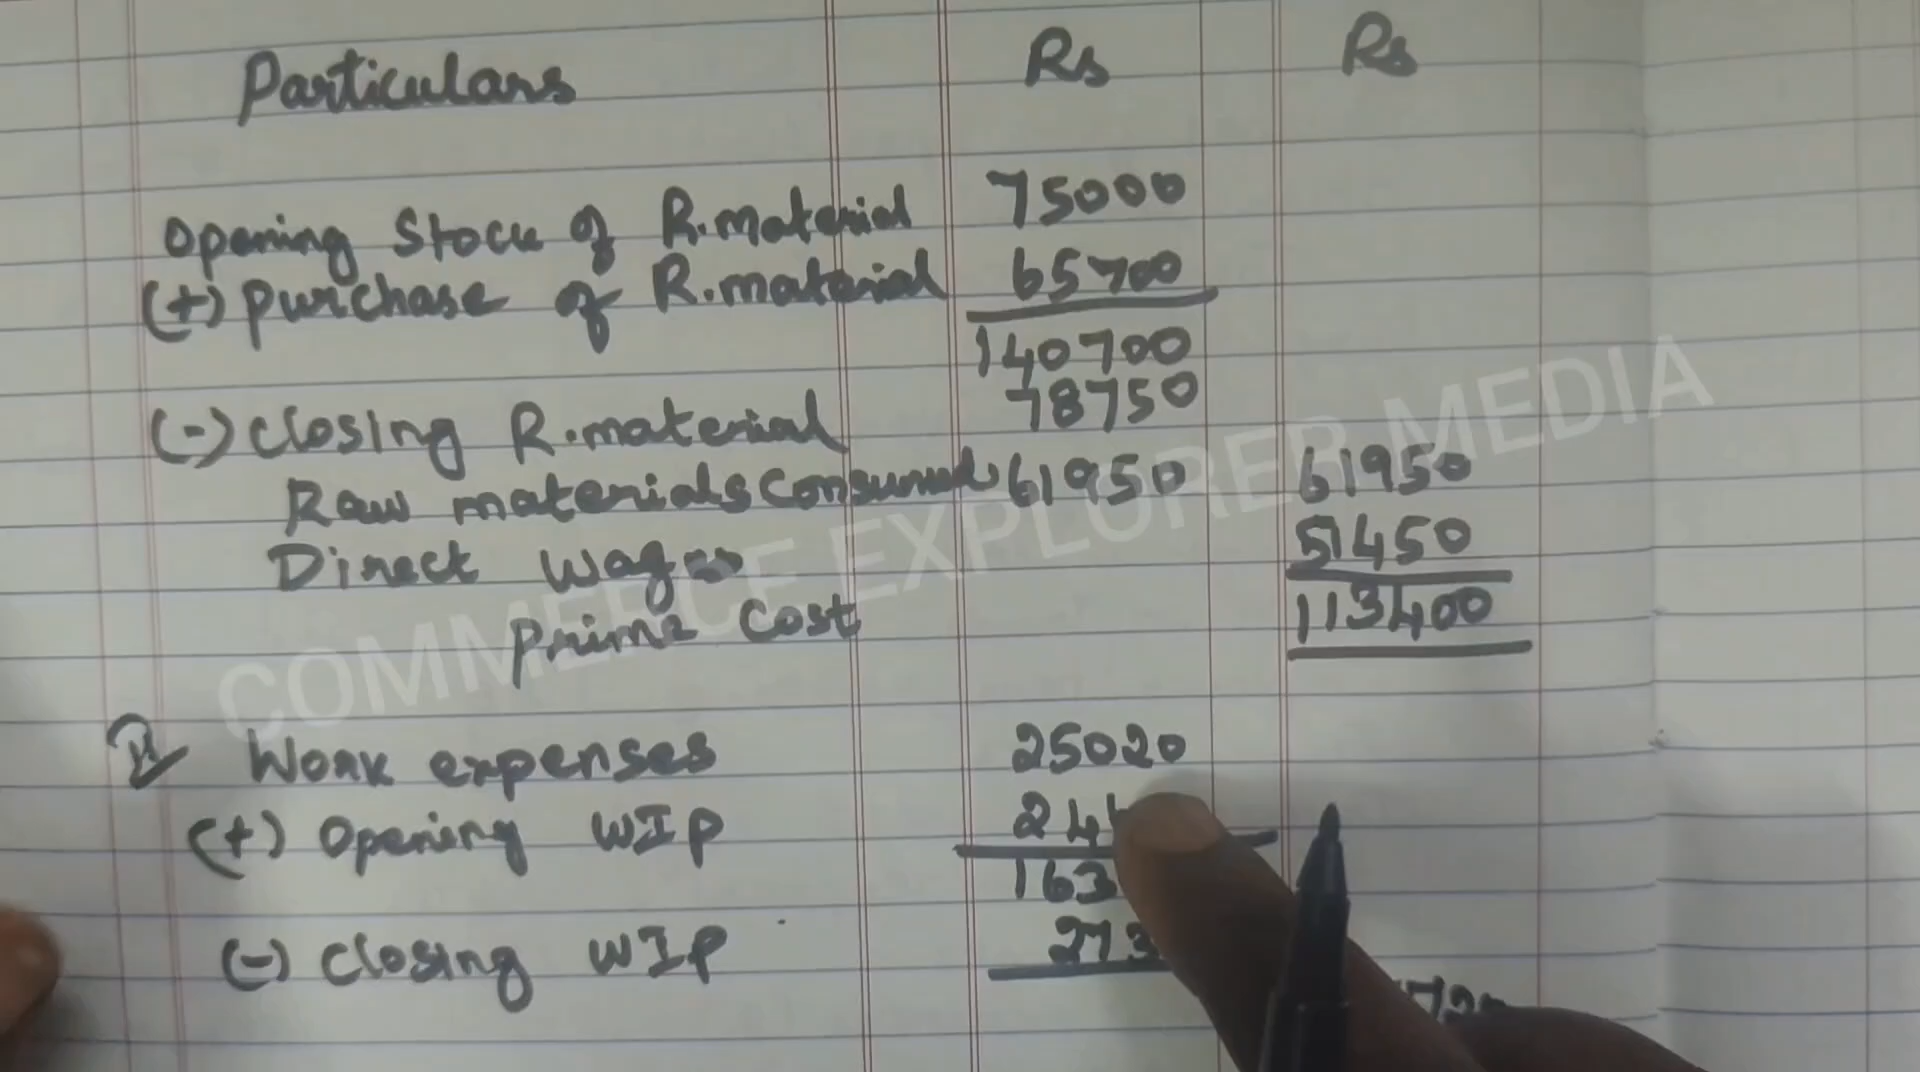 Particulars Rs Rs
Opening Stock of R.material 75000
(+) Purchase of R.material 65700
140700
(-) Closing R.material 78750
Raw materials Consumed 61950 61950
Direct Wages 51450
Prime Cost 113400
Work expenses 25020
(+) Opening WIP
(-) Closing WIP
COMMERCE EXPLORER MEDIA